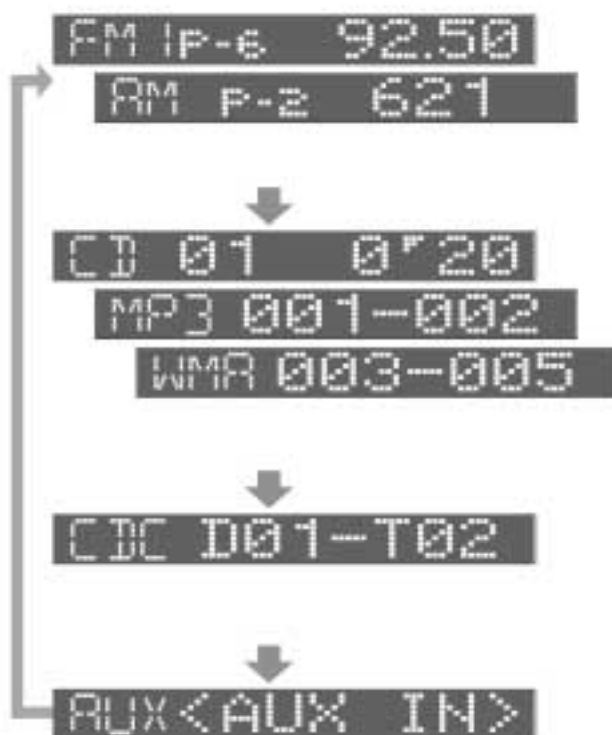 FM 1P-6 92.50
AM P-2 621
CD 01 0'20
MP3 001-002
WMA 003-005
CDC D01-T02
AUX<AUX IN>